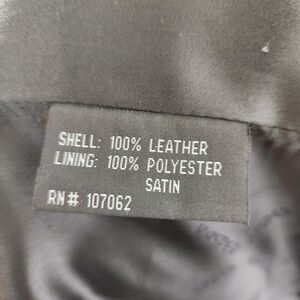 SHELL: 100% LEATHER
LINING: 100% POLYESTER
SATIN
RN# 107062